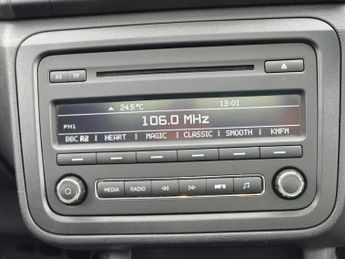 AS TP
24.5°C 13:01
106.0 MHz
FM1
BBC R2 | HEART | MAGIC | CLASSIC | SMOOTH | KMFM
MEDIA RADIO INFO